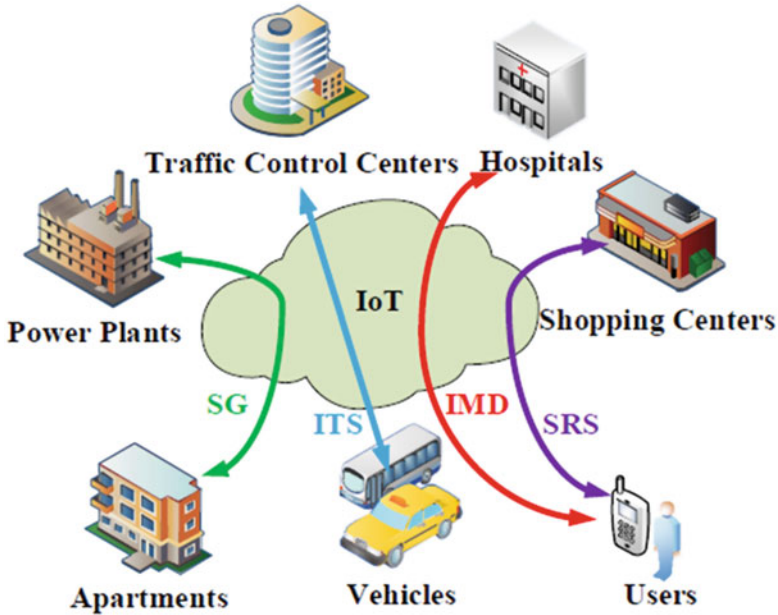 Traffic Control Centers
Hospitals
Power Plants
IoT
Shopping Centers
SG
ITS
IMD
SRS
Apartments
Vehicles
Users